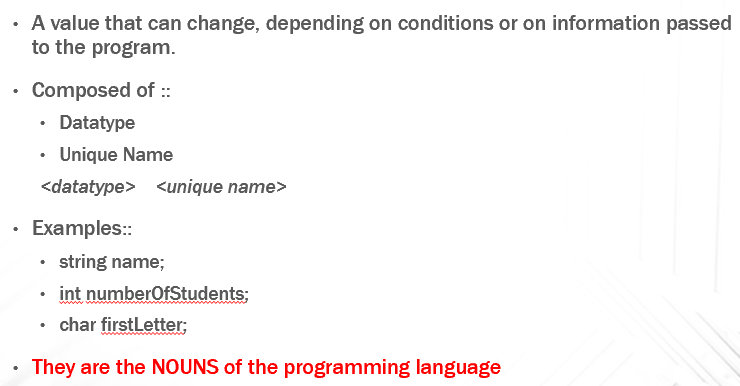 • A value that can change, depending on conditions or on information passed
to the program.
• Composed of ::
• Datatype
• Unique Name
<datatype> <unique name>
• Examples::
• string name;
• int numberOfStudents;
• char firstLetter;
• They are the NOUNS of the programming language